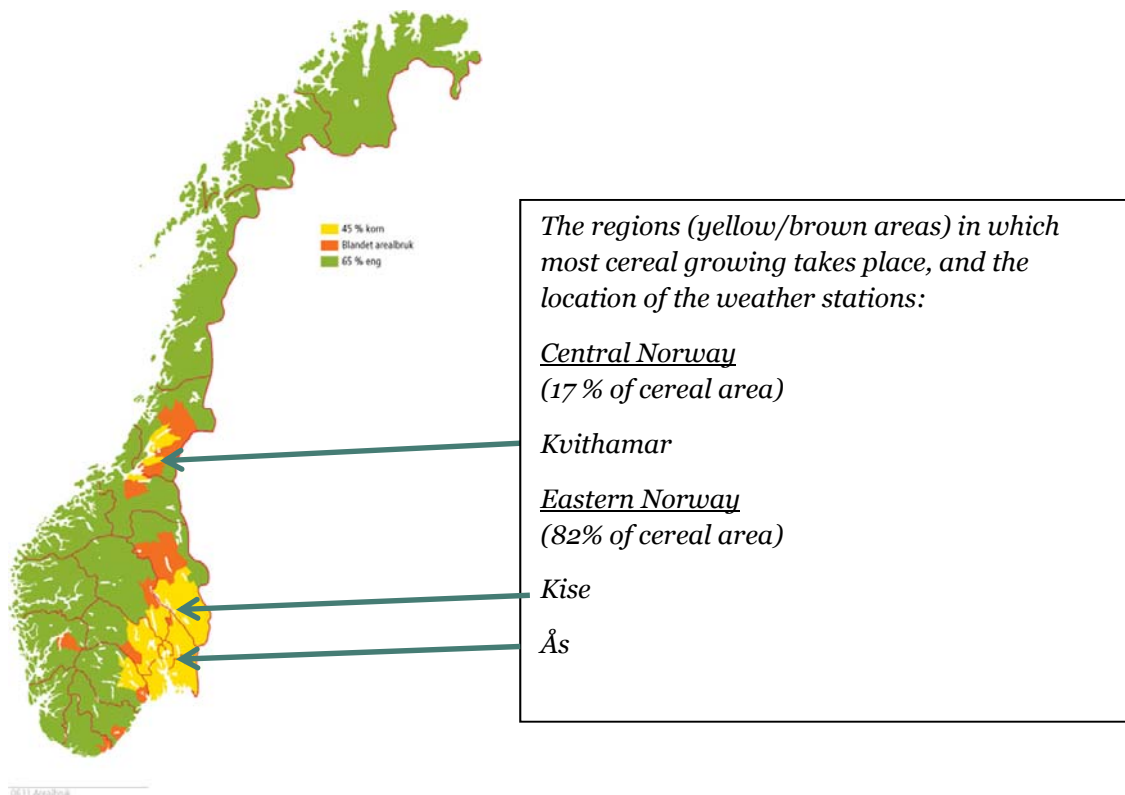 45 % korn
Blandet arealbruk
65 % eng
The regions (yellow/brown areas) in which
most cereal growing takes place, and the
location of the weather stations:
Central Norway
(17 % of cereal area)
Kvithamar
Eastern Norway
(82% of cereal area)
Kise
Ås
0511 Arealbruk